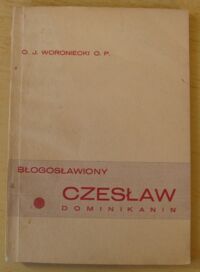 O. J. WORONIECKI O. P.
BŁOGOSŁAWIONY
CZESŁAW
DOMINIKANIN